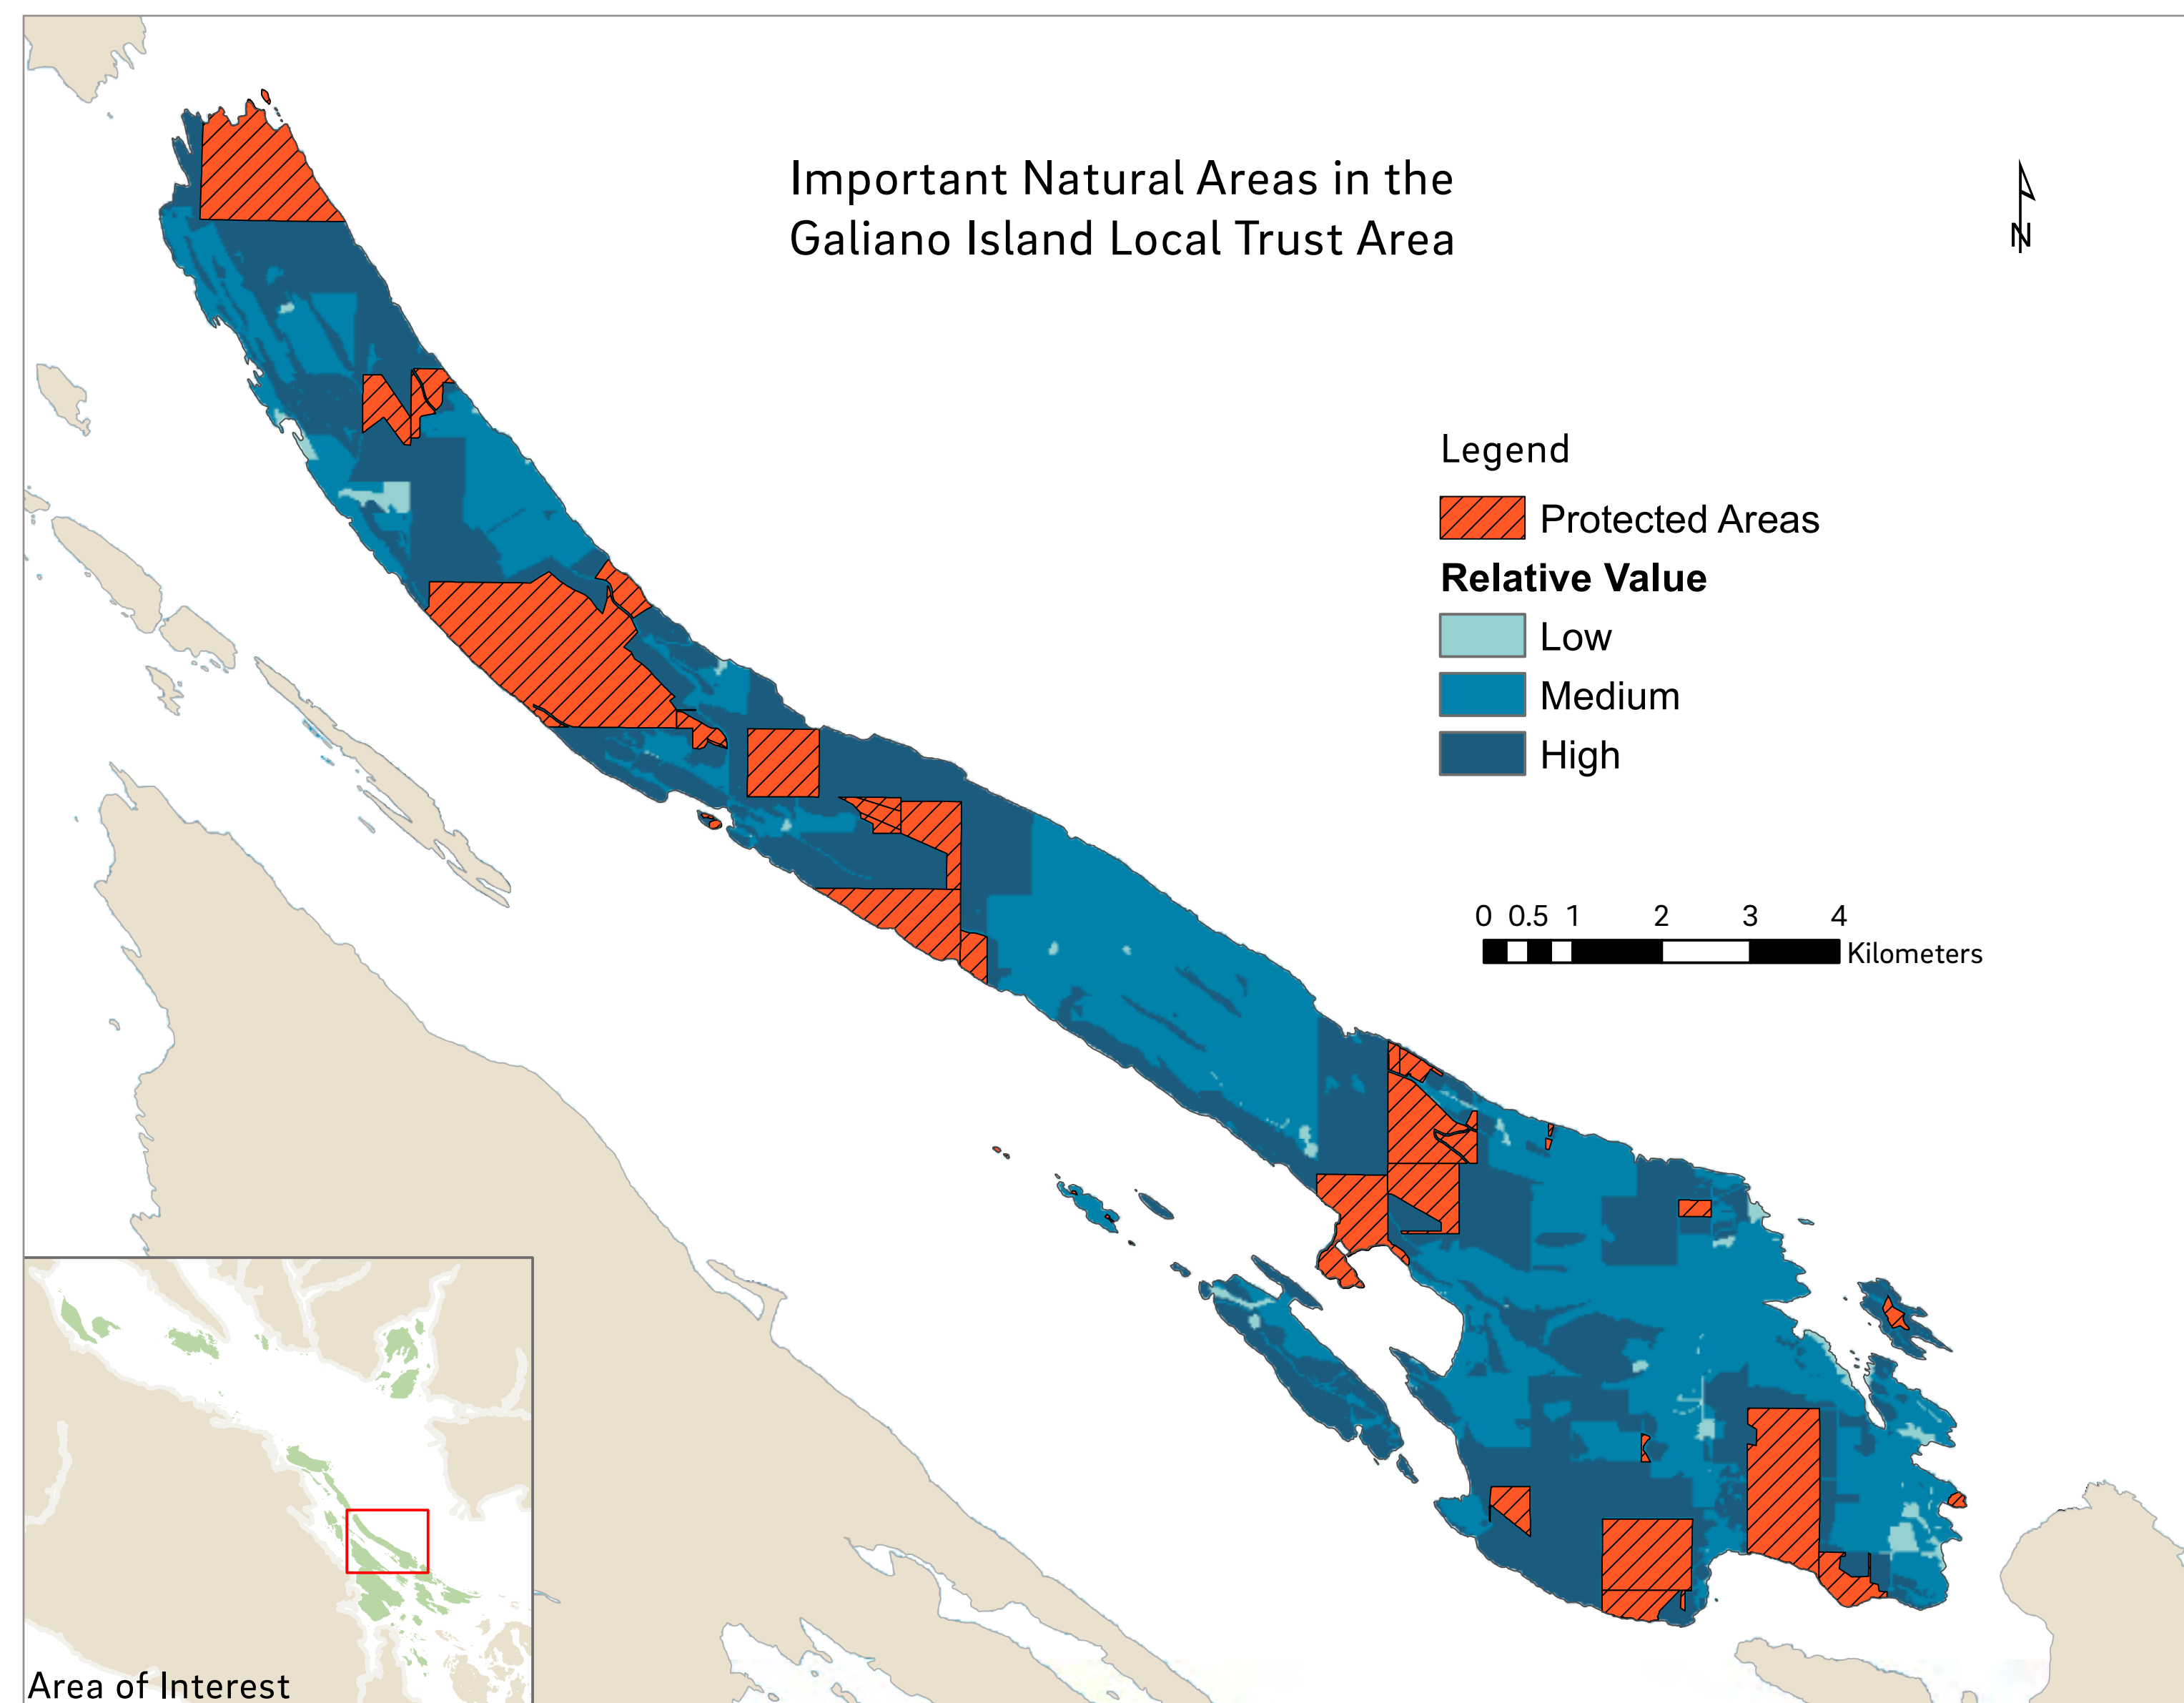 Important Natural Areas in the
Galiano Island Local Trust Area
N
Legend
Protected Areas
Relative Value
Low
Medium
High
0 0.5 1 2 3 4
Kilometers
Area of Interest